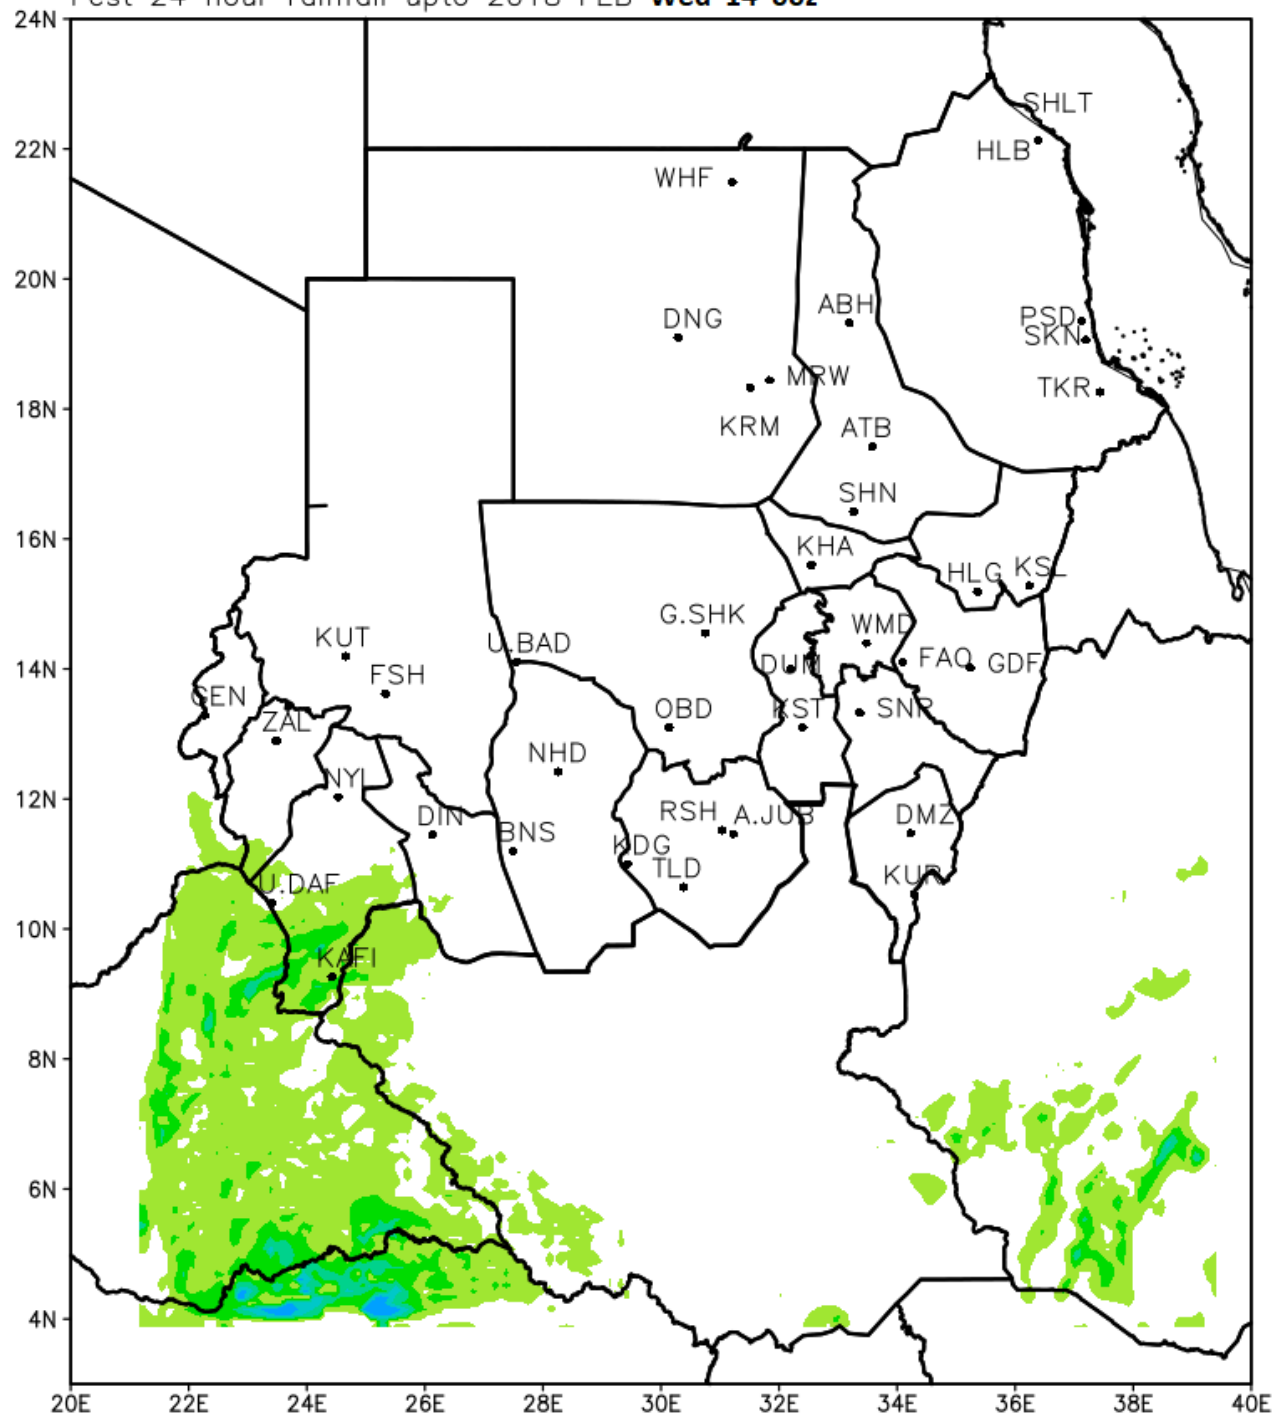 24N
SHLT
22N
HLB
WHF
20N
ABH
DNG
PSD
SKN
MRW
TKR
18N
KRM
ATB
SHN
16N
KHA
HLG KSL
G.SHK
KUT
U.BAD
WMD
14N
FSH
DUM
FAO
GDF
GEN
ZAL
OBD
KST
SNR
NHD
NYL
12N
DIN
RSH
A.JUB
DMZ
BNS
KDG
TLD
KUR
U.DAF
10N
KAFI
8N
6N
4N
20E 22E 24E 26E 28E 30E 32E 34E 36E 38E 40E